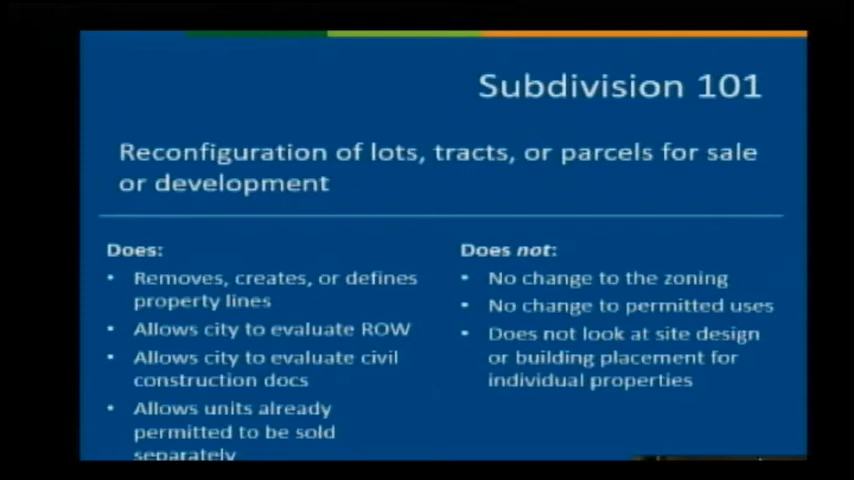 Subdivision 101
Reconfiguration of lots, tracts, or parcels for sale
or development
Does:
• Removes, creates, or defines
property lines
• Allows city to evaluate ROW
• Allows city to evaluate civil
construction docs
• Allows units already
permitted to be sold
separately
Does not:
• No change to the zoning
• No change to permitted uses
• Does not look at site design
or building placement for
individual properties